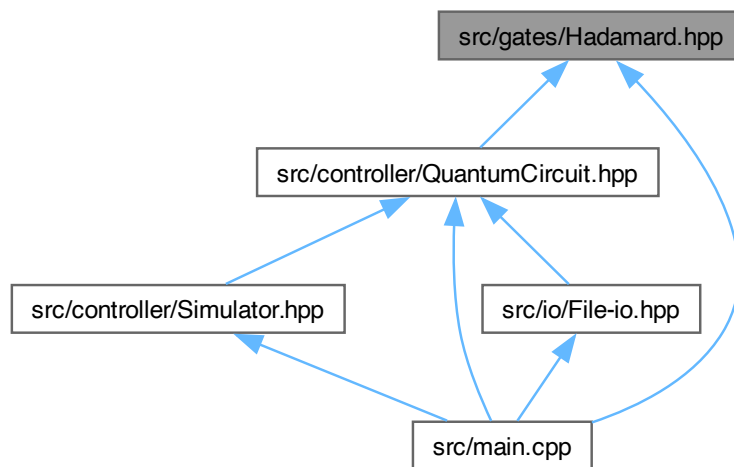 src/gates/Hadamard.hpp
src/controller/QuantumCircuit.hpp
src/controller/Simulator.hpp
src/io/File-io.hpp
src/main.cpp